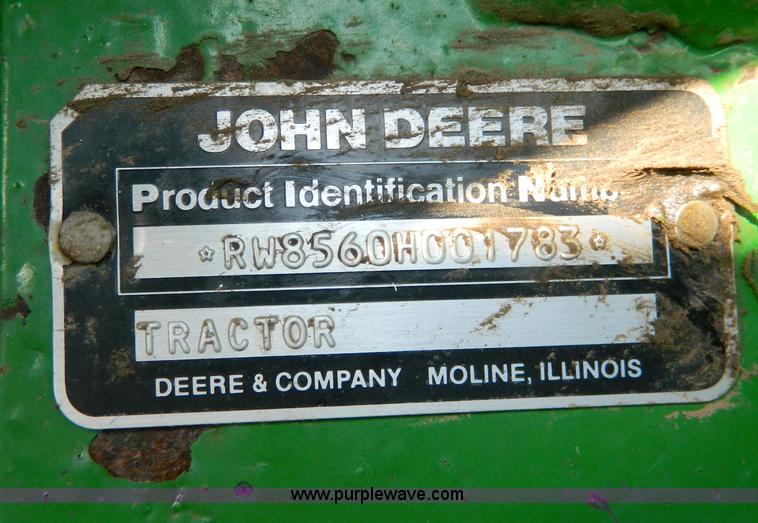 JOHN DEERE
Product Identification
*RW8560H001783*
TRACTOR
DEERE & COMPANY MOLINE, ILLINOIS
www.purplewave.com